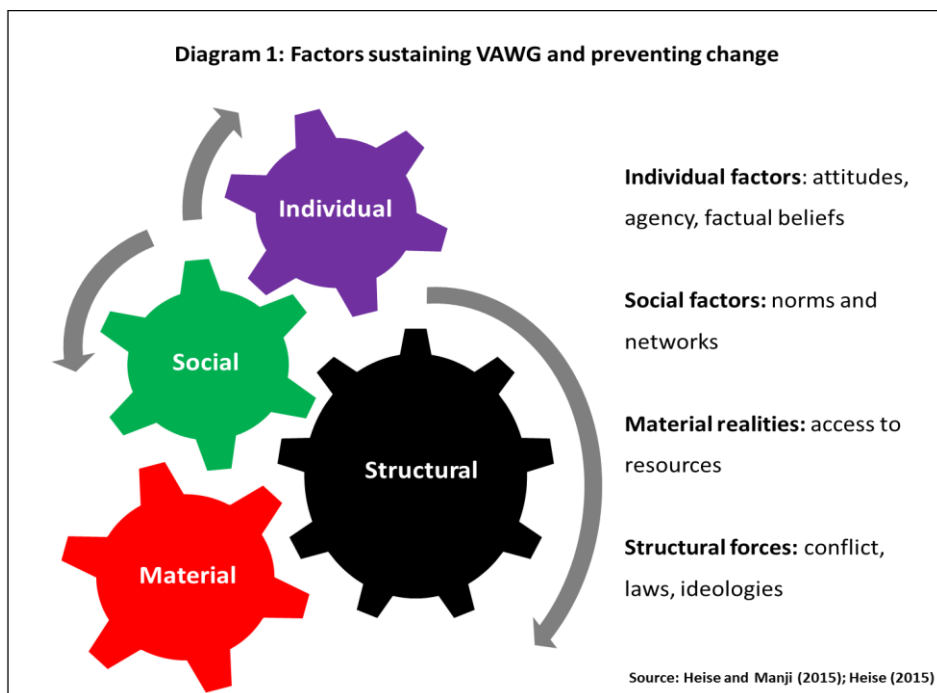 Diagram 1: Factors sustaining VAWG and preventing change
Individual
Social
Structural
Material
Individual factors: attitudes,
agency, factual beliefs
Social factors: norms and
networks
Material realities: access to
resources
Structural forces: conflict,
laws, ideologies
Source: Heise and Manji (2015); Heise (2015)